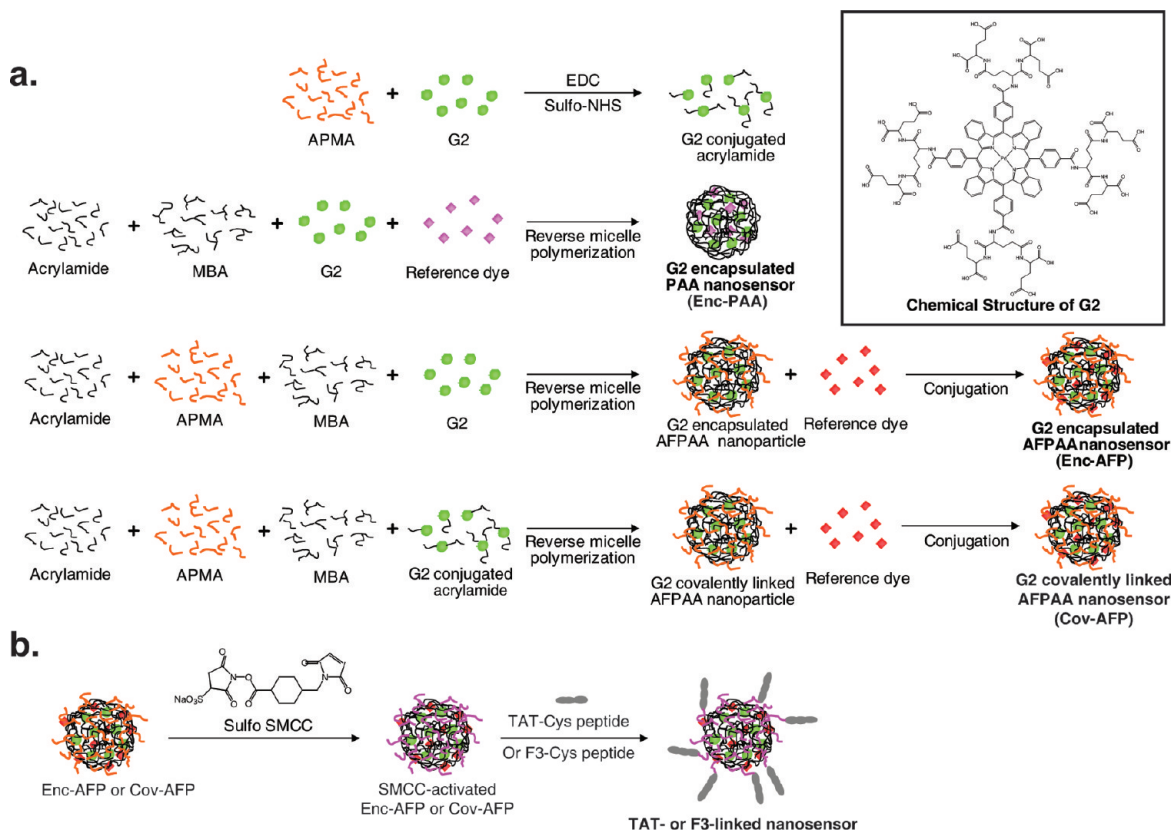 a.
APMA
+
G2
EDC
Sulfo-NHS
G2 conjugated
acrylamide
Acrylamide
+
MBA
+
G2
+
Reference dye
Reverse micelle
polymerization
G2 encapsulated
PAA nanosensor
(Enc-PAA)
Chemical Structure of G2
Acrylamide
+
APMA
+
MBA
+
G2
Reverse micelle
polymerization
G2 encapsulated
AFPAA nanoparticle
+
Reference dye
Conjugation
G2 encapsulated
AFPAA nanosensor
(Enc-AFP)
Acrylamide
+
APMA
+
MBA
+
G2 conjugated
acrylamide
Reverse micelle
polymerization
G2 covalently linked
AFPAA nanoparticle
+
Reference dye
Conjugation
G2 covalently linked
AFPAA nanosensor
(Cov-AFP)
b.
Enc-AFP or Cov-AFP
NaO₃S
Sulfo SMCC
SMCC-activated
Enc-AFP or Cov-AFP
TAT-Cys peptide
Or F3-Cys peptide
TAT- or F3-linked nanosensor